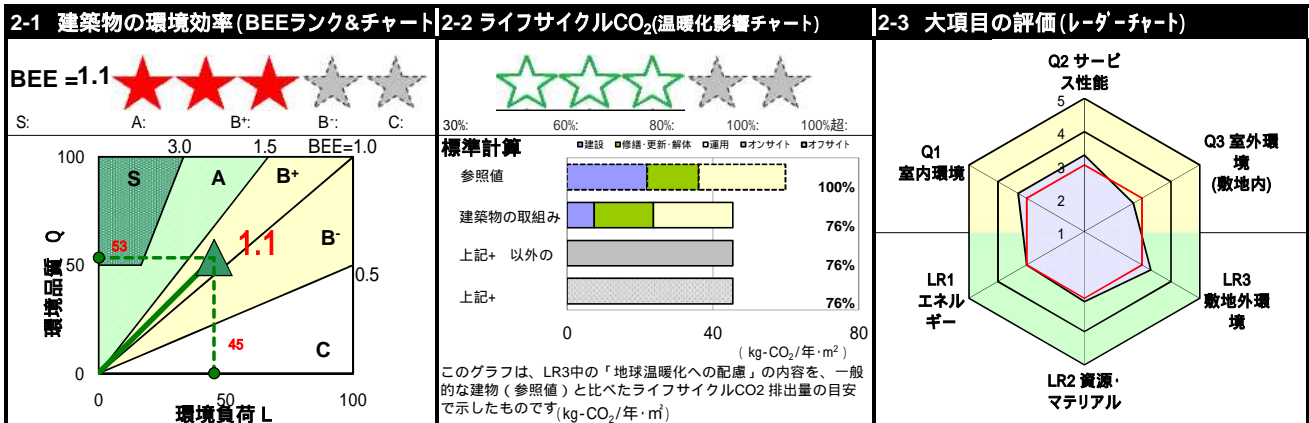 2-1 建築物の環境効率(BEEランク&チャート
BEE =1.1
S: A: B+: B-: C:
3.0 1.5 BEE=1.0
100
S A B+
環境品質 Q
53
1.1
B-
50
0.5
45
C
0
0 50 100
環境負荷 L
2-2 ライフサイクルCO2(温暖化影響チャート)
30%: 60%: 80%: 100%: 100%超:
標準計算
建設 修繕・更新・解体 運用 オンサイト オフサイト
参照値 100%
建築物の取組み 76%
上記+ 以外の 76%
上記+ 76%
0 40 80
( kg-CO2/年・m2 )
このグラフは、LR3中の「地球温暖化への配慮」の内容を、一般
的な建物(参照値)と比べたライフサイクルCO2 排出量の目安
で示したものです(kg-CO2/年・㎡)
2-3 大項目の評価(レーダーチャート)
Q2 サービ
ス性能
5
4
3
2
1
Q1
室内環境
Q3 室外環
境
(敷地内)
LR1
エネル
ギー
LR3
敷地外環
境
LR2 資源・
マテリアル